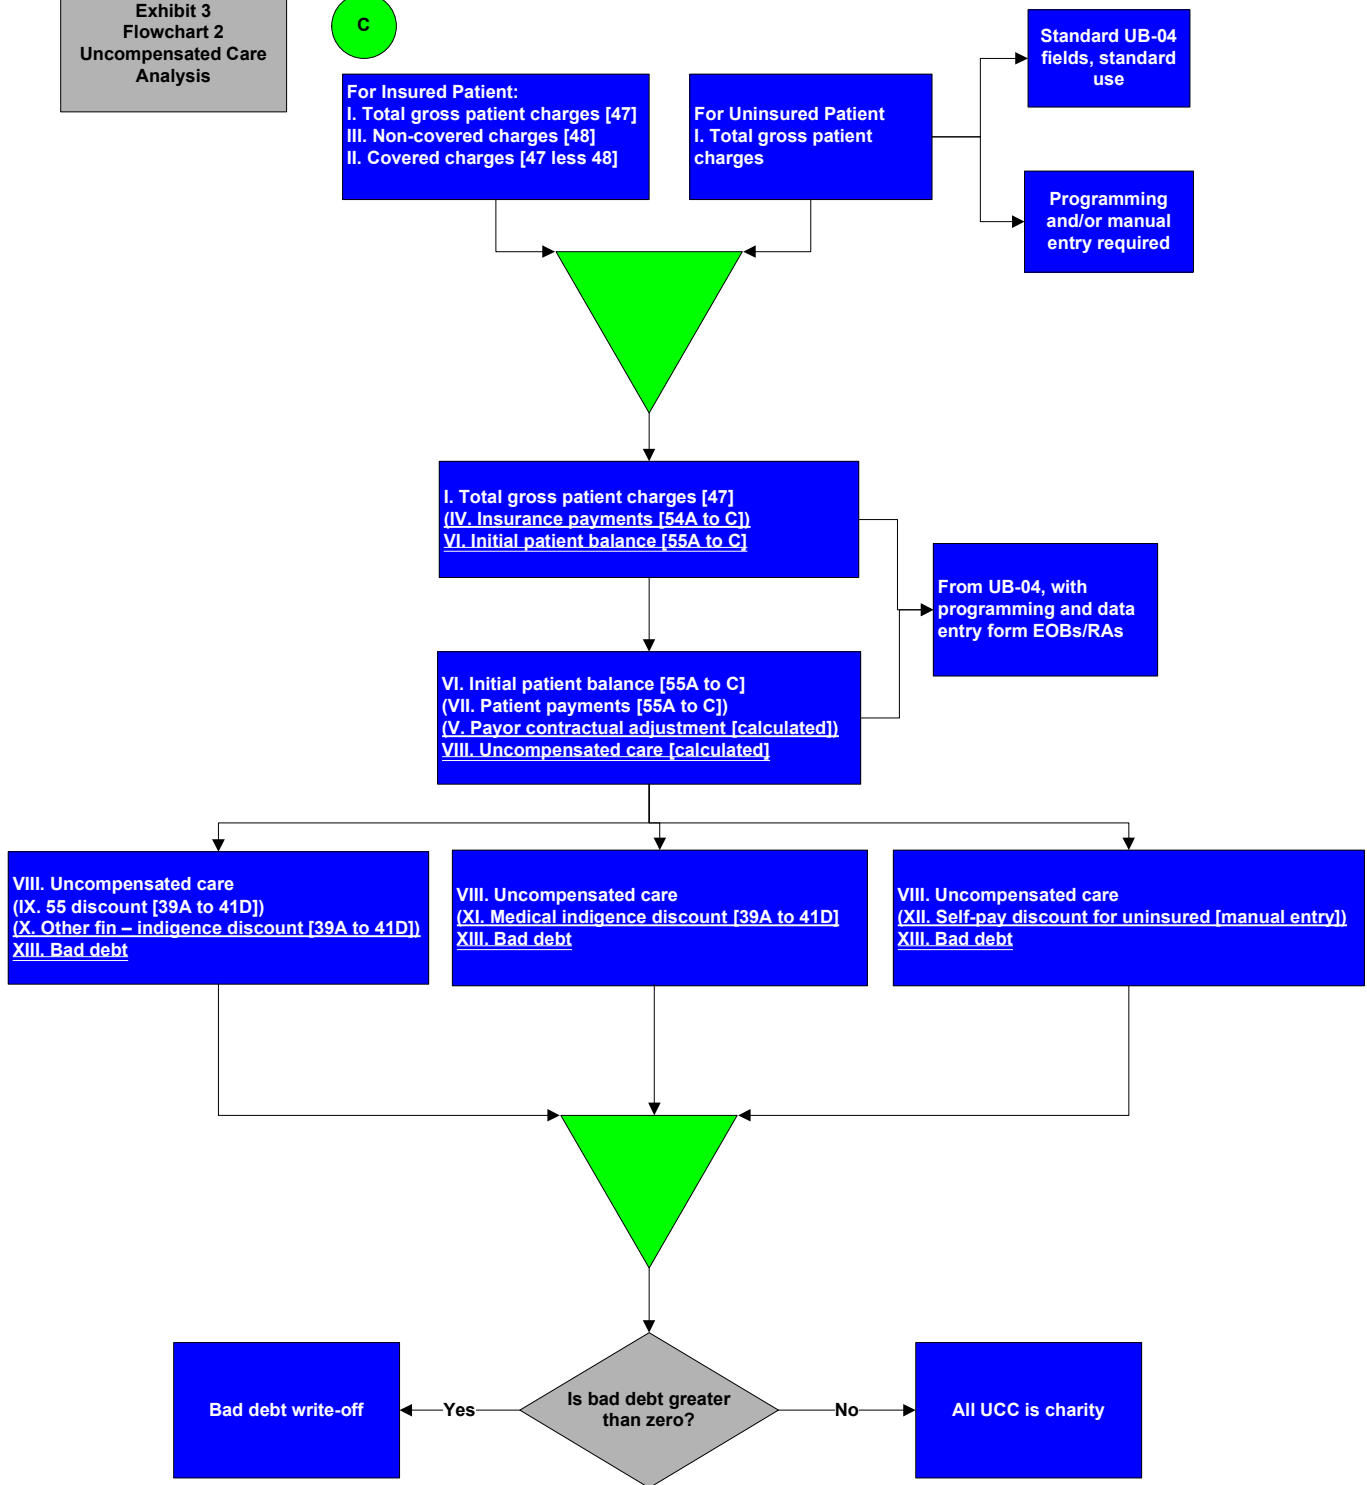 Exhibit 3
Flowchart 2
Uncompensated Care
Analysis
C
For Insured Patient:
I. Total gross patient charges [47]
III. Non-covered charges [48]
II. Covered charges [47 less 48]
For Uninsured Patient
I. Total gross patient
charges
Standard UB-04
fields, standard
use
Programming
and/or manual
entry required
I. Total gross patient charges [47]
(IV. Insurance payments [54A to C])
VI. Initial patient balance [55A to C]
From UB-04, with
programming and data
entry form EOBs/RAs
VI. Initial patient balance [55A to C]
(VII. Patient payments [55A to C])
(V. Payor contractual adjustment [calculated])
VIII. Uncompensated care [calculated]
VIII. Uncompensated care
(IX. 55 discount [39A to 41D])
(X. Other fin – indigence discount [39A to 41D])
XIII. Bad debt
VIII. Uncompensated care
(XI. Medical indigence discount [39A to 41D]
XIII. Bad debt
VIII. Uncompensated care
(XII. Self-pay discount for uninsured [manual entry])
XIII. Bad debt
Is bad debt greater
than zero?
Yes
No
Bad debt write-off
All UCC is charity